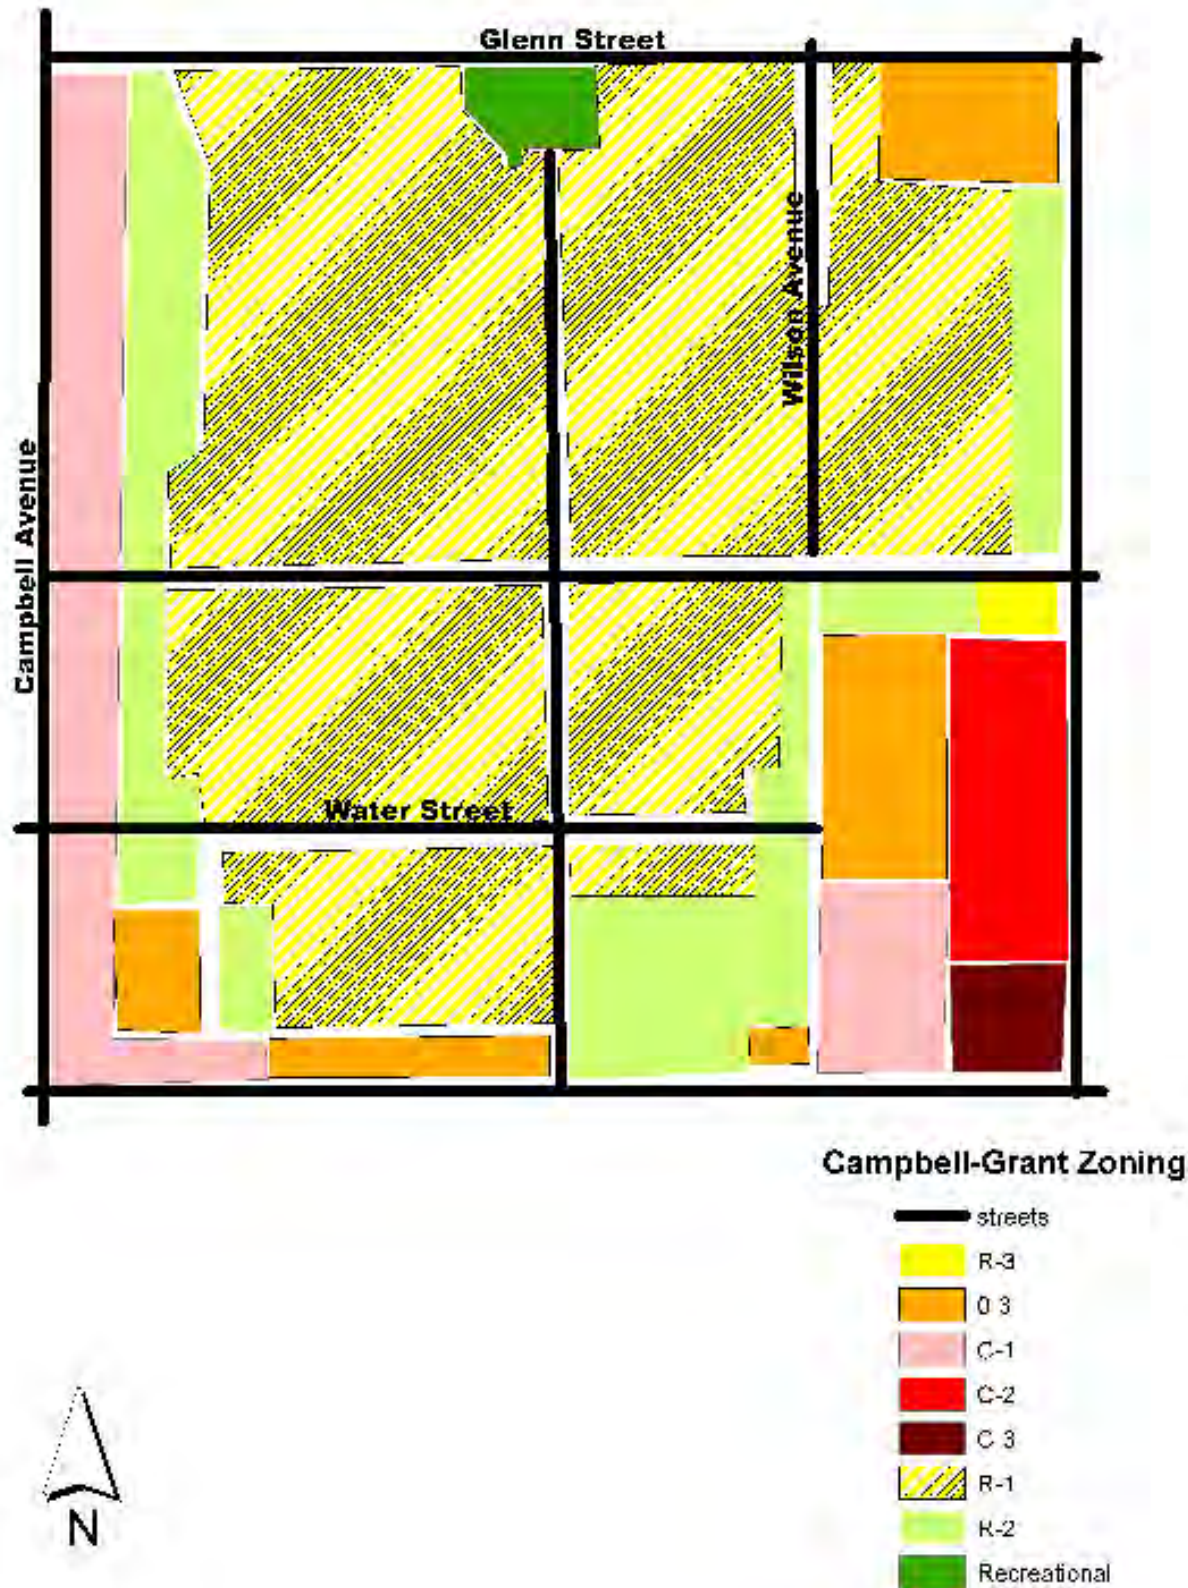 Glenn Street
Wilson Avenue
Campbell Avenue
Water Street
Campbell-Grant Zoning
streets
R-3
0 3
C-1
C-2
C 3
R-1
R-2
Recreational
N